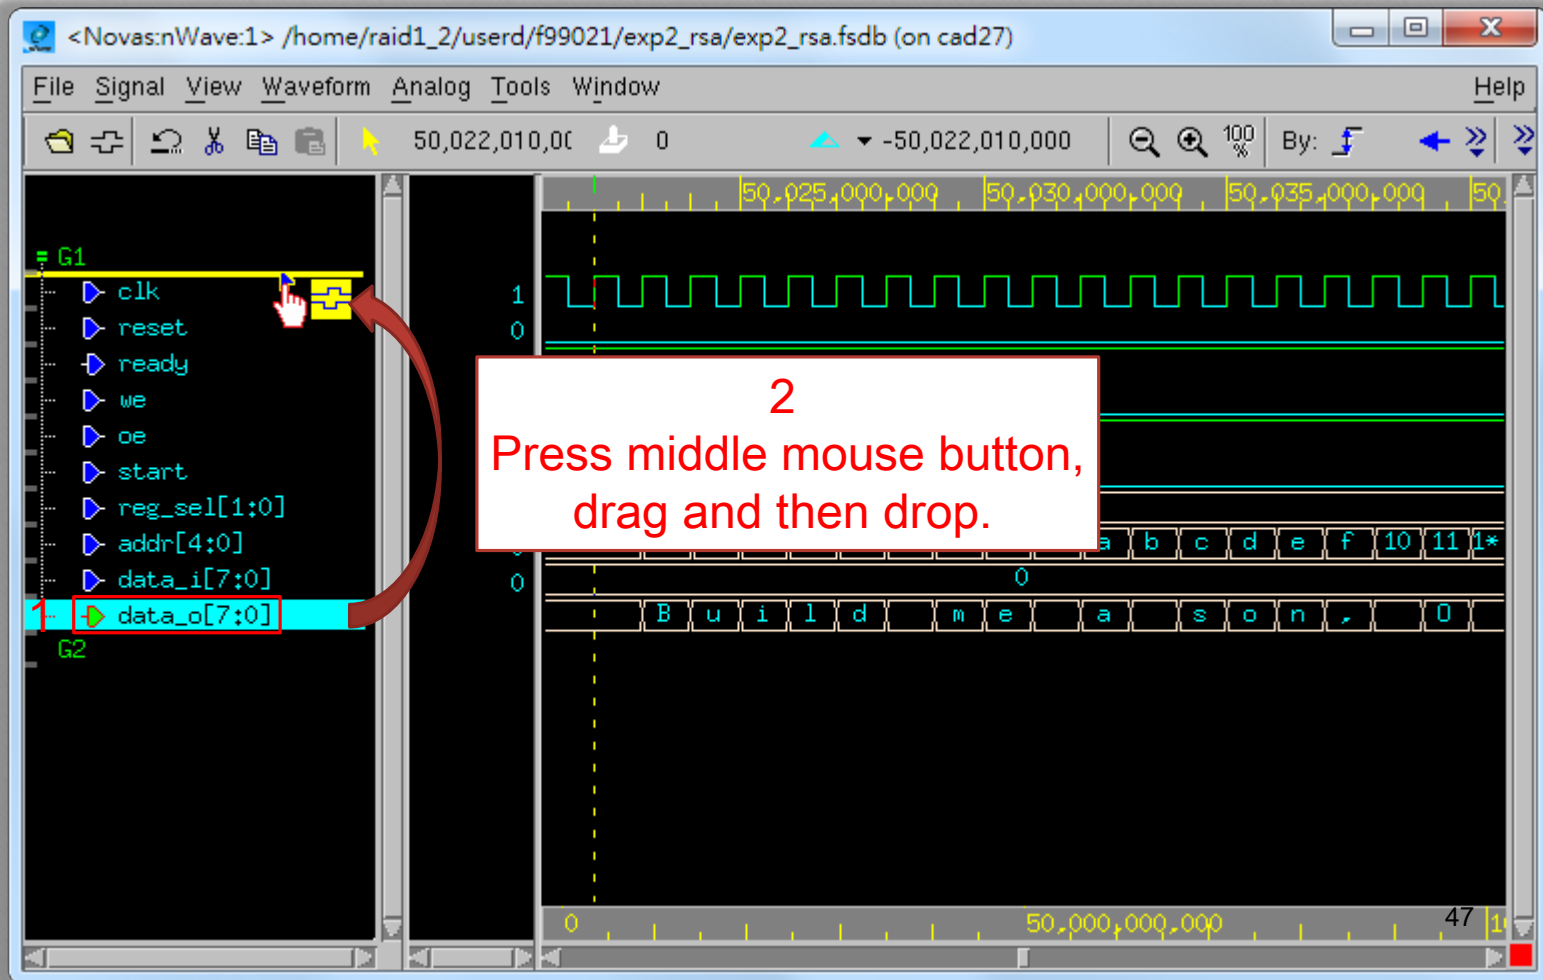 <Novas:nWave:1> /home/raid1_2/userd/f99021/exp2_rsa/exp2_rsa.fsdb (on cad27)
File Signal View Waveform Analog Tools Window Help
50,022,010,00 0 -50,022,010,000 100 % By:
50,025,000,000 50,030,000,000 50,035,000,000 50,
G1
clk 1
reset 0
ready
we
oe
start
reg_sel[1:0]
addr[4:0] a b c d e f 10 11 1*
data_i[7:0] 0 0
1 data_o[7:0] B u i l d m e a s o n , O
G2
2
Press middle mouse button,
drag and then drop.
0 50,000,000,000
47